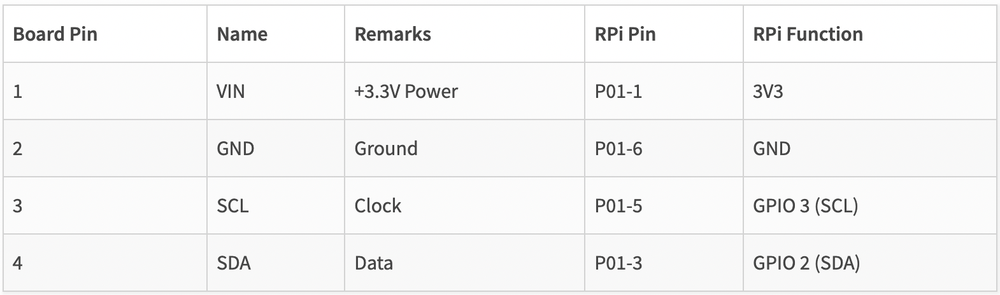 Board Pin Name Remarks RPi Pin RPi Function
1 VIN +3.3V Power P01-1 3V3
2 GND Ground P01-6 GND
3 SCL Clock P01-5 GPIO 3 (SCL)
4 SDA Data P01-3 GPIO 2 (SDA)